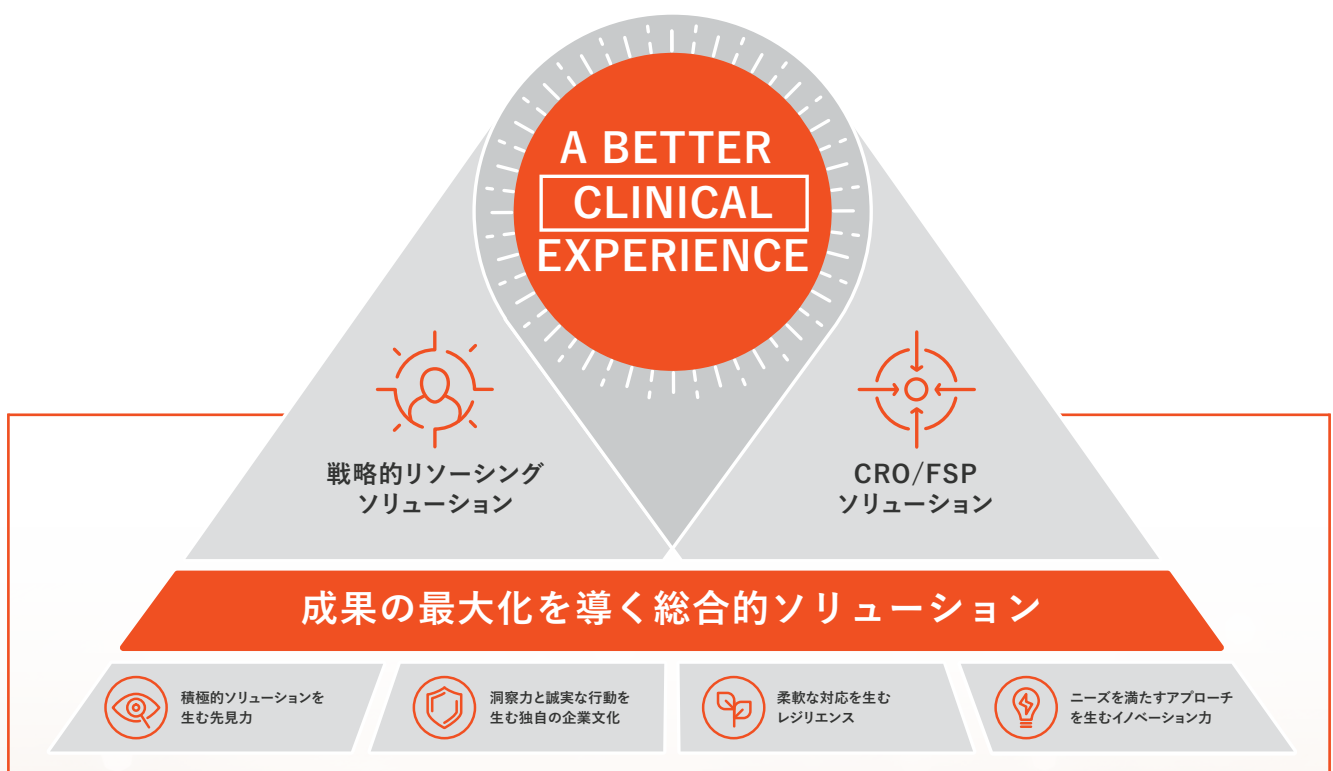 A BETTER
CLINICAL
EXPERIENCE
戦略的リソーシング
ソリューション
CRO/FSP
ソリューション
成果の最大化を導く総合的ソリューション
積極的ソリューションを
生む先見力
洞察力と誠実な行動を
生む独自の企業文化
柔軟な対応を生む
レジリエンス
ニーズを満たすアプローチ
を生むイノベーション力